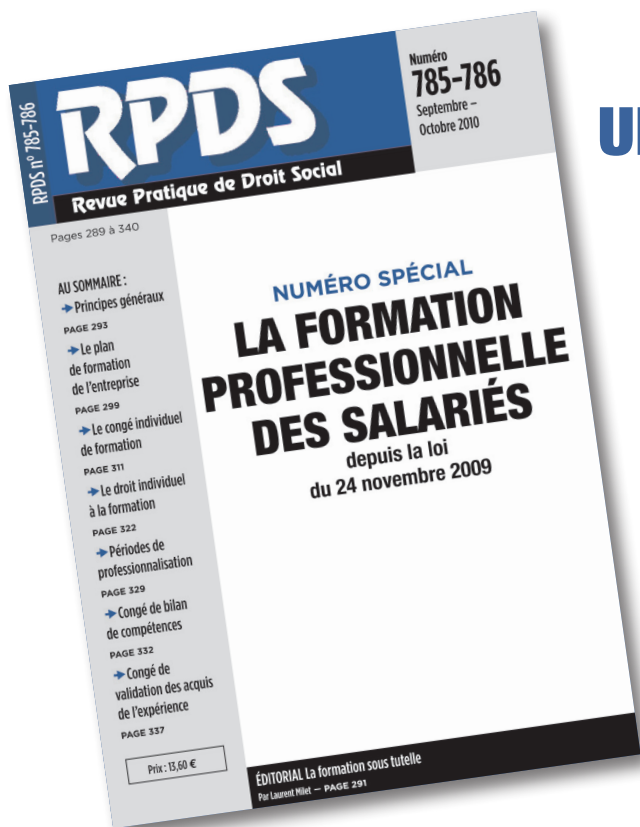 RPDS n° 785-786
RPDS
Revue Pratique de Droit Social
Numéro
785-786
Septembre –
Octobre 2010
Pages 289 à 340
AU SOMMAIRE :
➔ Principes généraux
PAGE 293
➔ Le plan
de formation
de l'entreprise
PAGE 299
➔ Le congé individuel
de formation
PAGE 311
➔ Le droit individuel
à la formation
PAGE 322
➔ Périodes de
professionnalisation
PAGE 329
➔ Congé de bilan
de compétences
PAGE 332
➔ Congé de
validation des acquis
de l'expérience
PAGE 337
Prix : 13,60 €
NUMÉRO SPÉCIAL
LA FORMATION
PROFESSIONNELLE
DES SALARIÉS
depuis la loi
du 24 novembre 2009
ÉDITORIAL La formation sous tutelle
Par Laurent Milet – PAGE 291